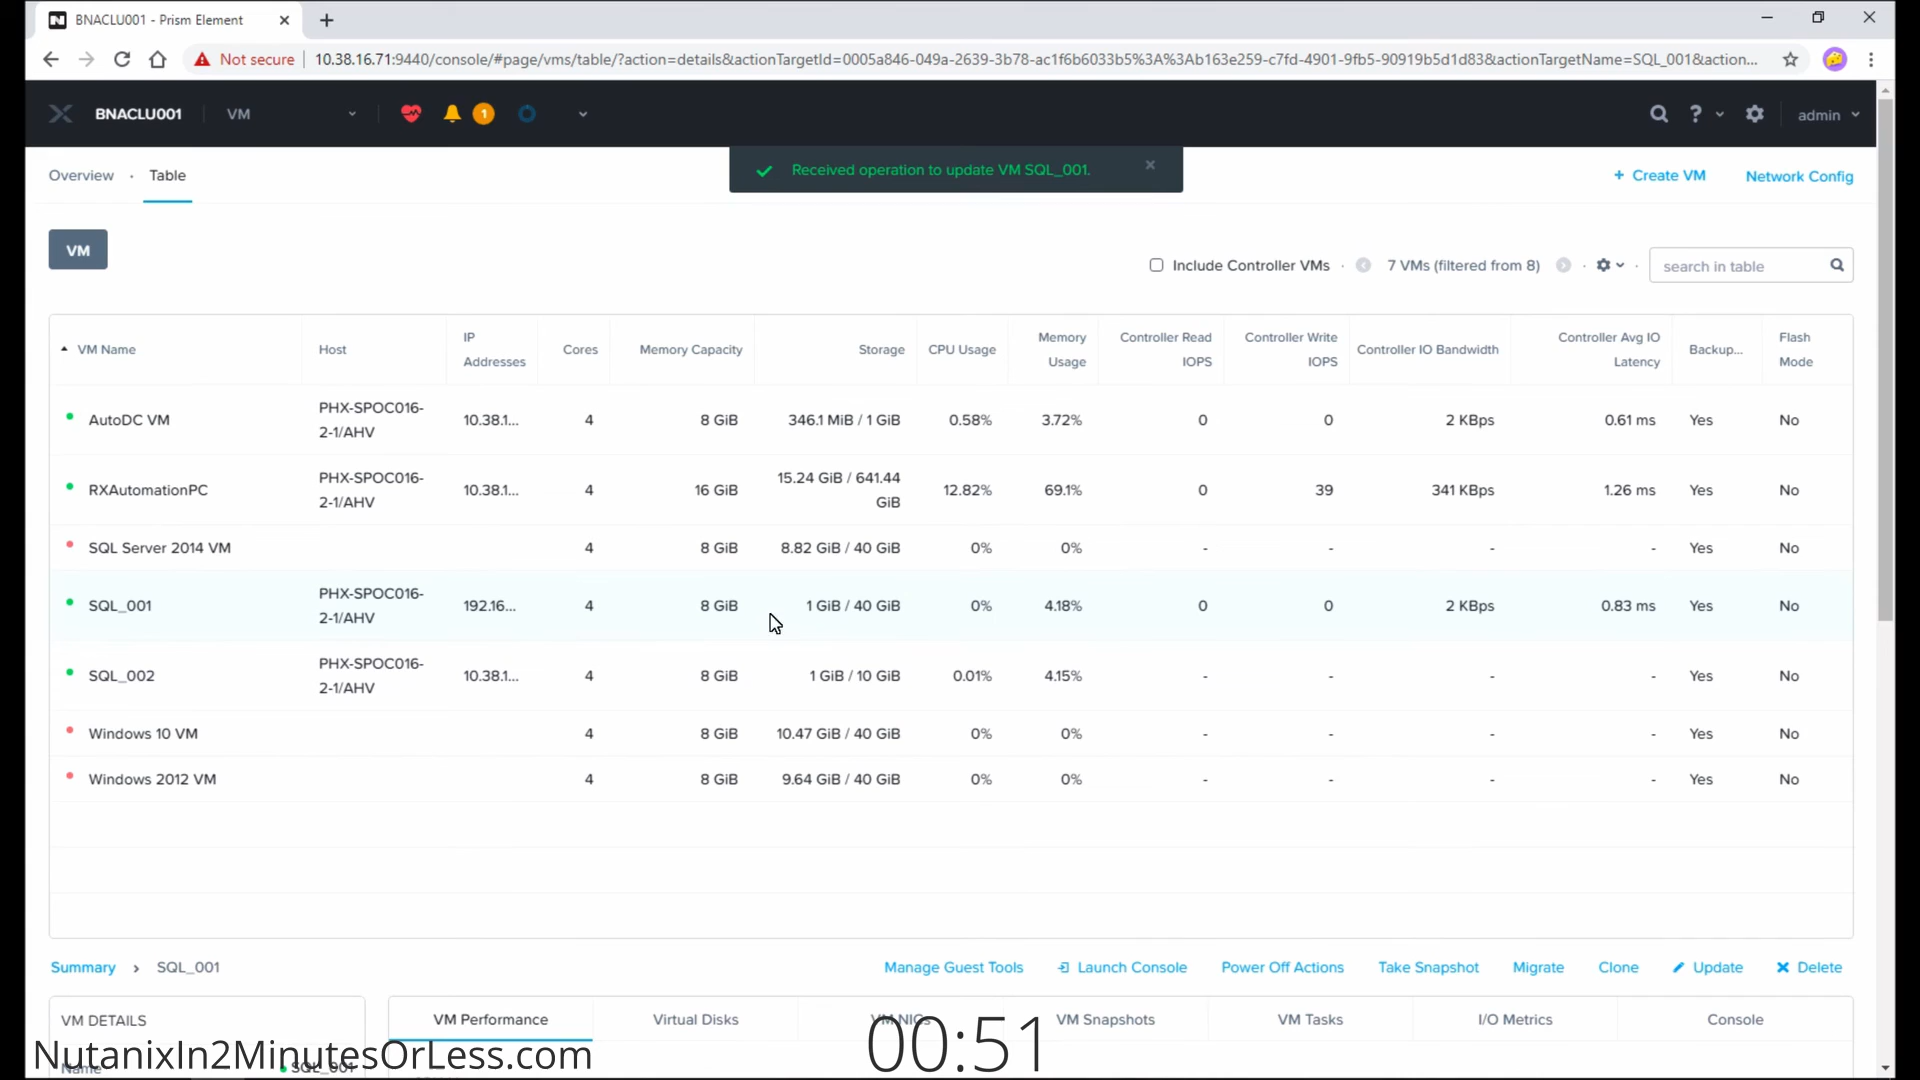 BNACLU001 - Prism Element
Not secure
10.38.16.71:9440/console/#page/vms/table/?action=details&actionTargetId=0005a846-049a-2639-3b78-ac1f6b6033b5%3A%3Ab163e259-c7fd-4901-9fb5-90919b5d1d83&actionTargetName=SQL_001&action...
BNACLU001 VM 1 ? admin
Received operation to update VM SQL_001.
Overview · Table
+ Create VM Network Config
VM
Include Controller VMs · 7 VMs (filtered from 8) · · search in table
VM Name Host IP Addresses Cores Memory Capacity Storage CPU Usage Memory Usage Controller Read IOPS Controller Write IOPS Controller IO Bandwidth Controller Avg IO Latency Backup... Flash Mode
AutoDC VM PHX-SPOC016-2-1/AHV 10.38.1... 4 8 GiB 346.1 MiB / 1 GiB 0.58% 3.72% 0 0 2 KBps 0.61 ms Yes No
RXAutomationPC PHX-SPOC016-2-1/AHV 10.38.1... 4 16 GiB 15.24 GiB / 641.44 GiB 12.82% 69.1% 0 39 341 KBps 1.26 ms Yes No
SQL Server 2014 VM 4 8 GiB 8.82 GiB / 40 GiB 0% 0% - - - - Yes No
SQL_001 PHX-SPOC016-2-1/AHV 192.16... 4 8 GiB 1 GiB / 40 GiB 0% 4.18% 0 0 2 KBps 0.83 ms Yes No
SQL_002 PHX-SPOC016-2-1/AHV 10.38.1... 4 8 GiB 1 GiB / 10 GiB 0.01% 4.15% - - - - Yes No
Windows 10 VM 4 8 GiB 10.47 GiB / 40 GiB 0% 0% - - - - Yes No
Windows 2012 VM 4 8 GiB 9.64 GiB / 40 GiB 0% 0% - - - - Yes No
Summary > SQL_001
Manage Guest Tools Launch Console Power Off Actions Take Snapshot Migrate Clone Update Delete
VM DETAILS
VM Performance Virtual Disks VM NICs VM Snapshots VM Tasks I/O Metrics Console
Name SQL_001
NutanixIn2MinutesOrLess.com
00:51